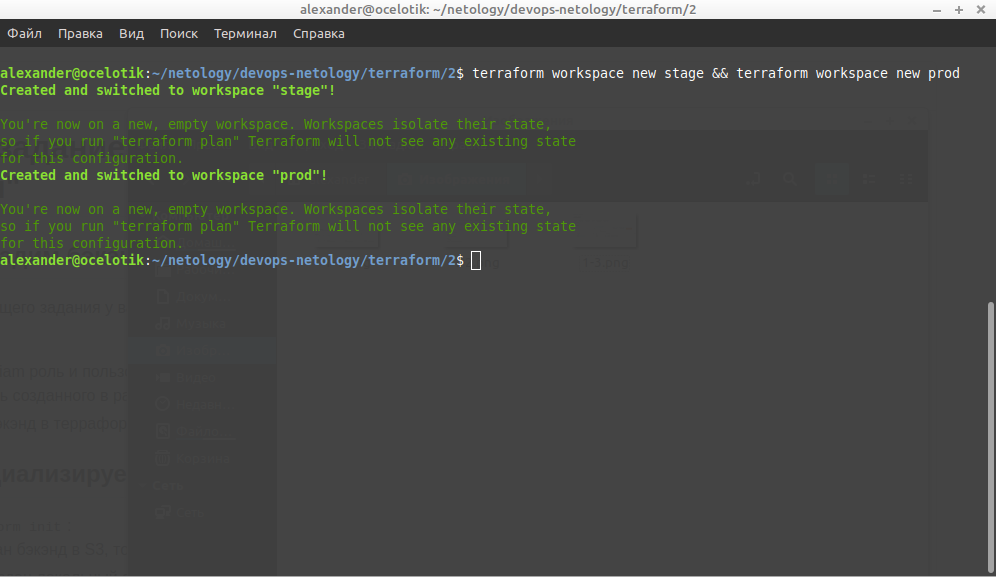 alexander@ocelotik: ~/netology/devops-netology/terraform/2
Файл Правка Вид Поиск Терминал Справка
alexander@ocelotik:~/netology/devops-netology/terraform/2$ terraform workspace new stage && terraform workspace new prod
Created and switched to workspace "stage"!
You're now on a new, empty workspace. Workspaces isolate their state,
so if you run "terraform plan" Terraform will not see any existing state
for this configuration.
Created and switched to workspace "prod"!
You're now on a new, empty workspace. Workspaces isolate their state,
so if you run "terraform plan" Terraform will not see any existing state
for this configuration.
alexander@ocelotik:~/netology/devops-netology/terraform/2$